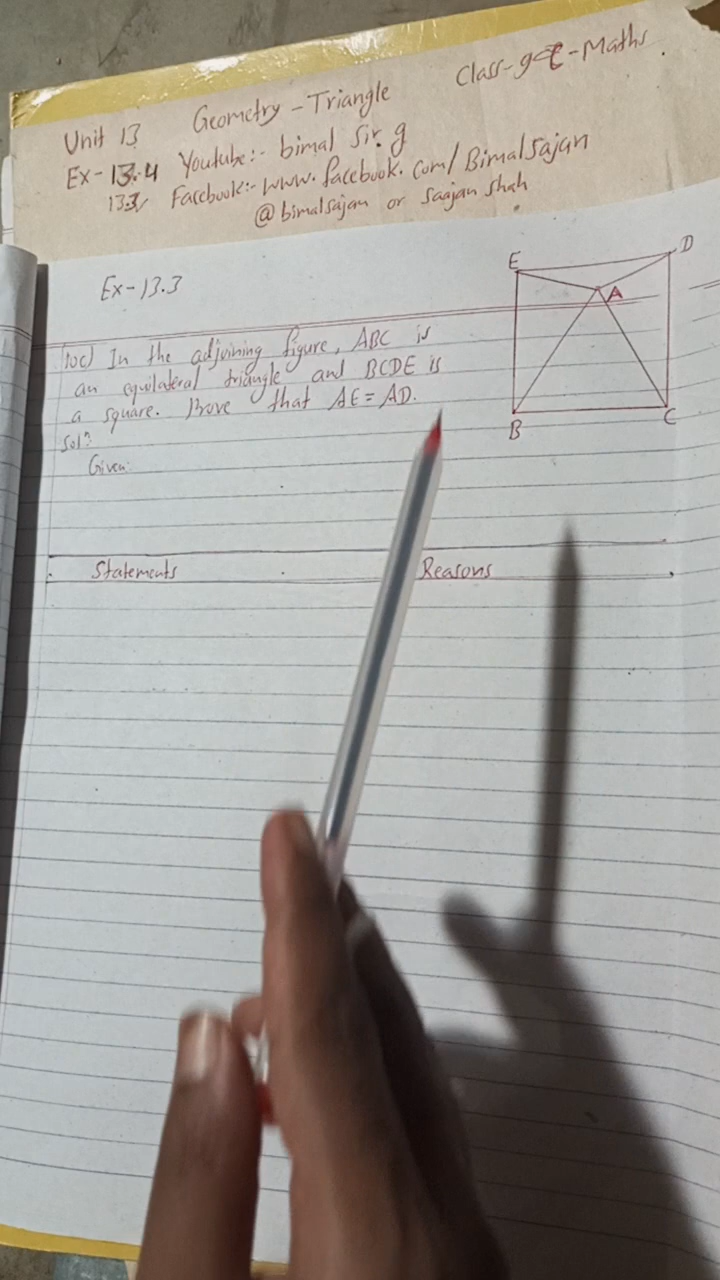 Class-9 - Maths
Unit 13 Geometry - Triangle
Ex-13.4 Youtube:- bimal sir g
13.3/ Facebook:- www.facebook.com/Bimalsajan
@bimalsajan or saajan shah
Ex-13.3
10c) In the adjoining figure, ABC is
an equilateral triangle and BCDE is
a square. Prove that AE = AD.
Sol?
Given:
E
D
A
B
C
Statements Reasons